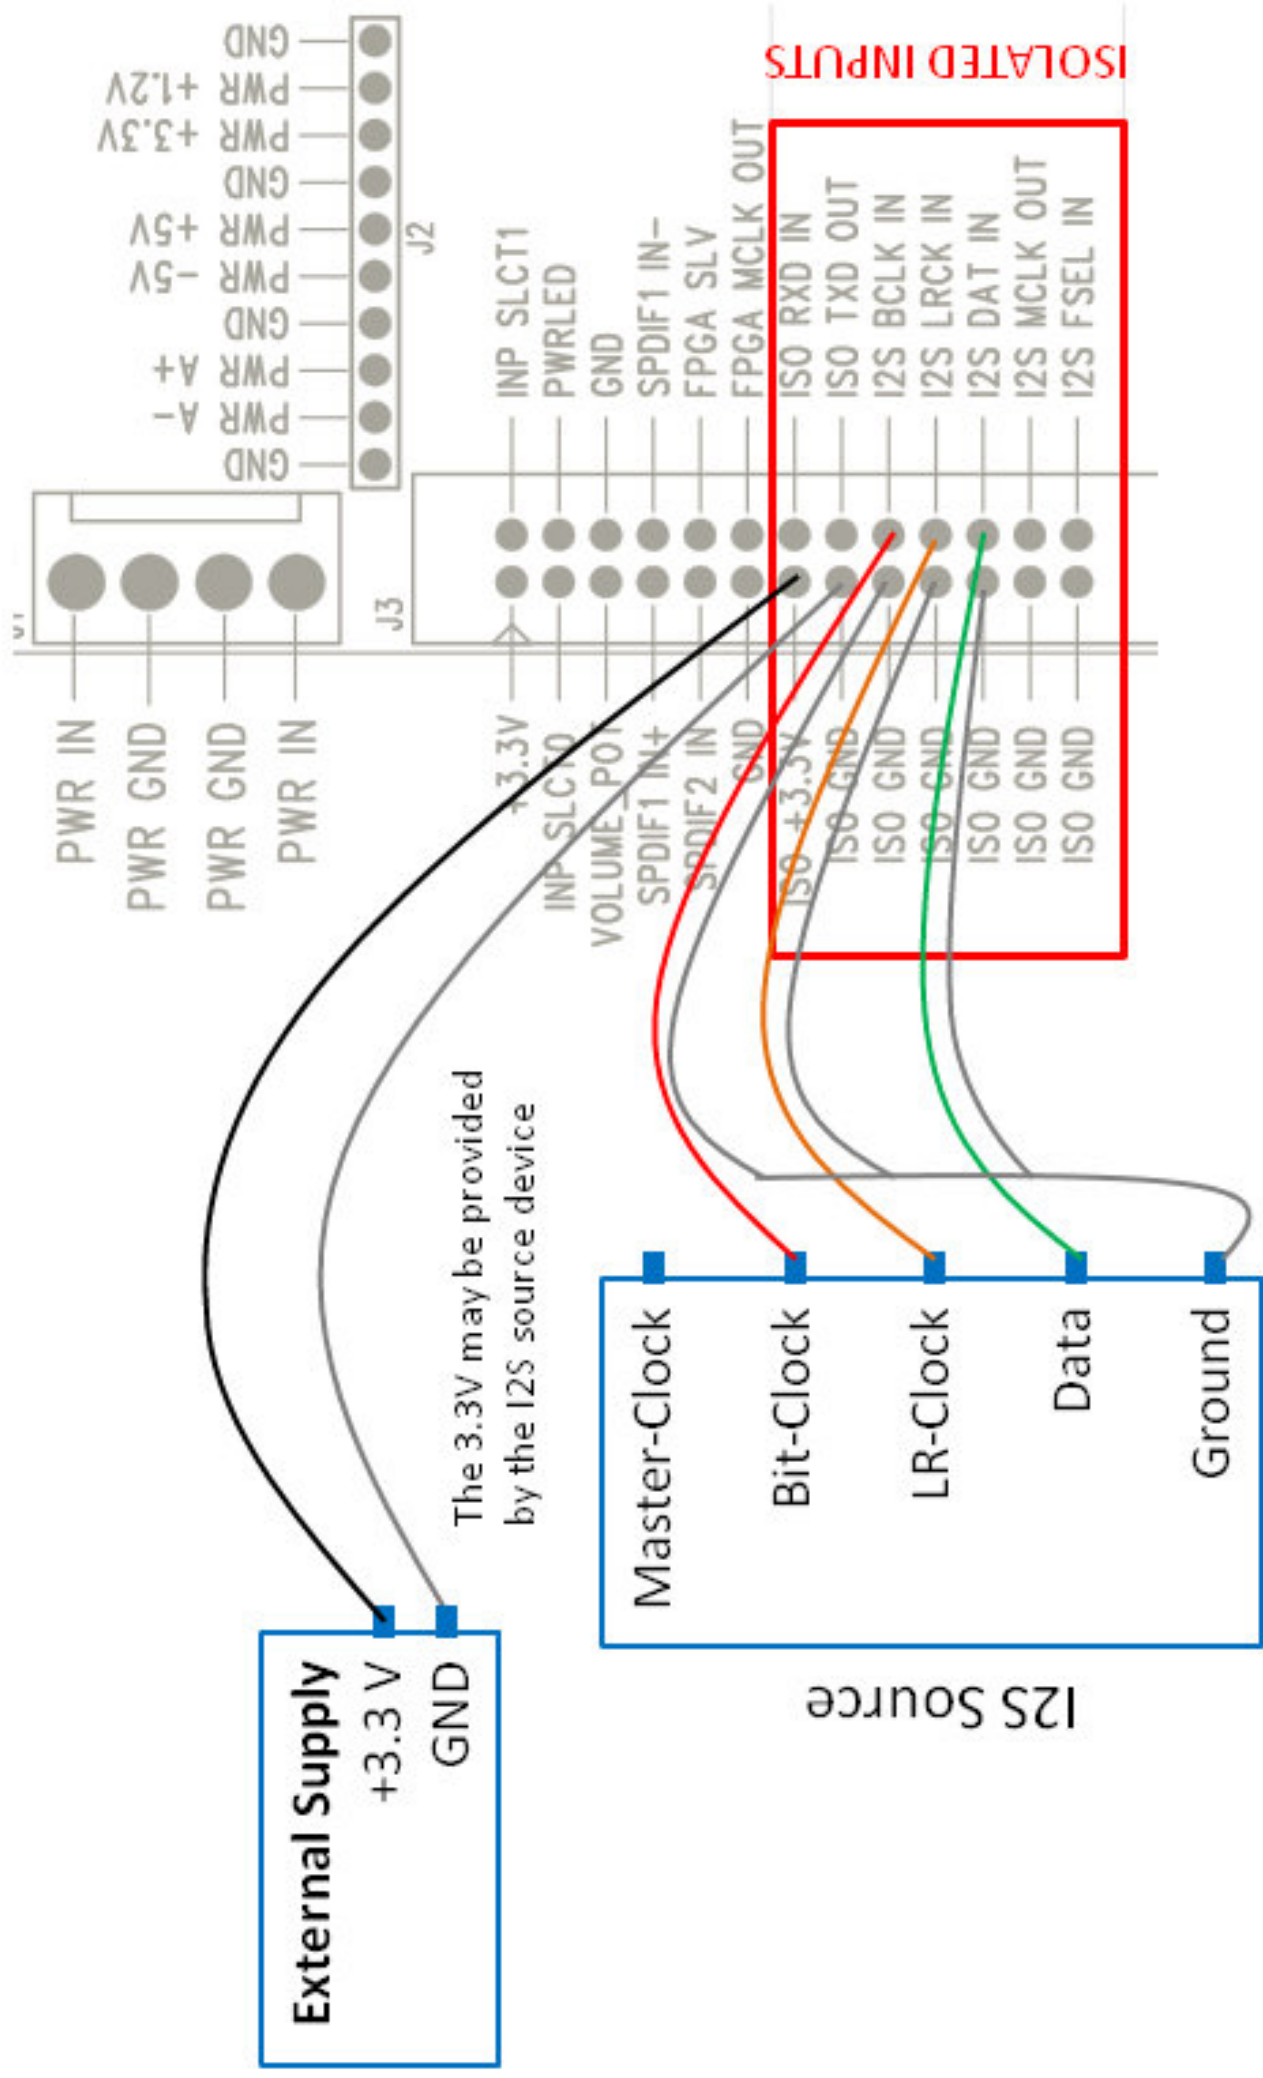 GND
PWR +1.2V
PWR +3.3V
GND
PWR +5V
PWR -5V
GND
PWR A+
PWR A-
GND
J2
ISOLATED INPUTS
INP SLCT1
PWRLED
GND
SPDIF1 IN-
FPGA SLV
FPGA MCLK OUT
ISO RXD IN
ISO TXD OUT
I2S BCLK IN
I2S LRCK IN
I2S DAT IN
I2S MCLK OUT
I2S FSEL IN
J3
PWR IN
PWR GND
PWR GND
PWR IN
+3.3V
INP SLCT0
VOLUME_POT
SPDIF1 IN+
SPDIF2 IN
GND
ISO +3.3V
ISO GND
ISO GND
ISO GND
ISO GND
ISO GND
ISO GND
The 3.3V may be provided
by the I2S source device
External Supply
+3.3 V
GND
Master-Clock
Bit-Clock
LR-Clock
Data
Ground
I2S Source